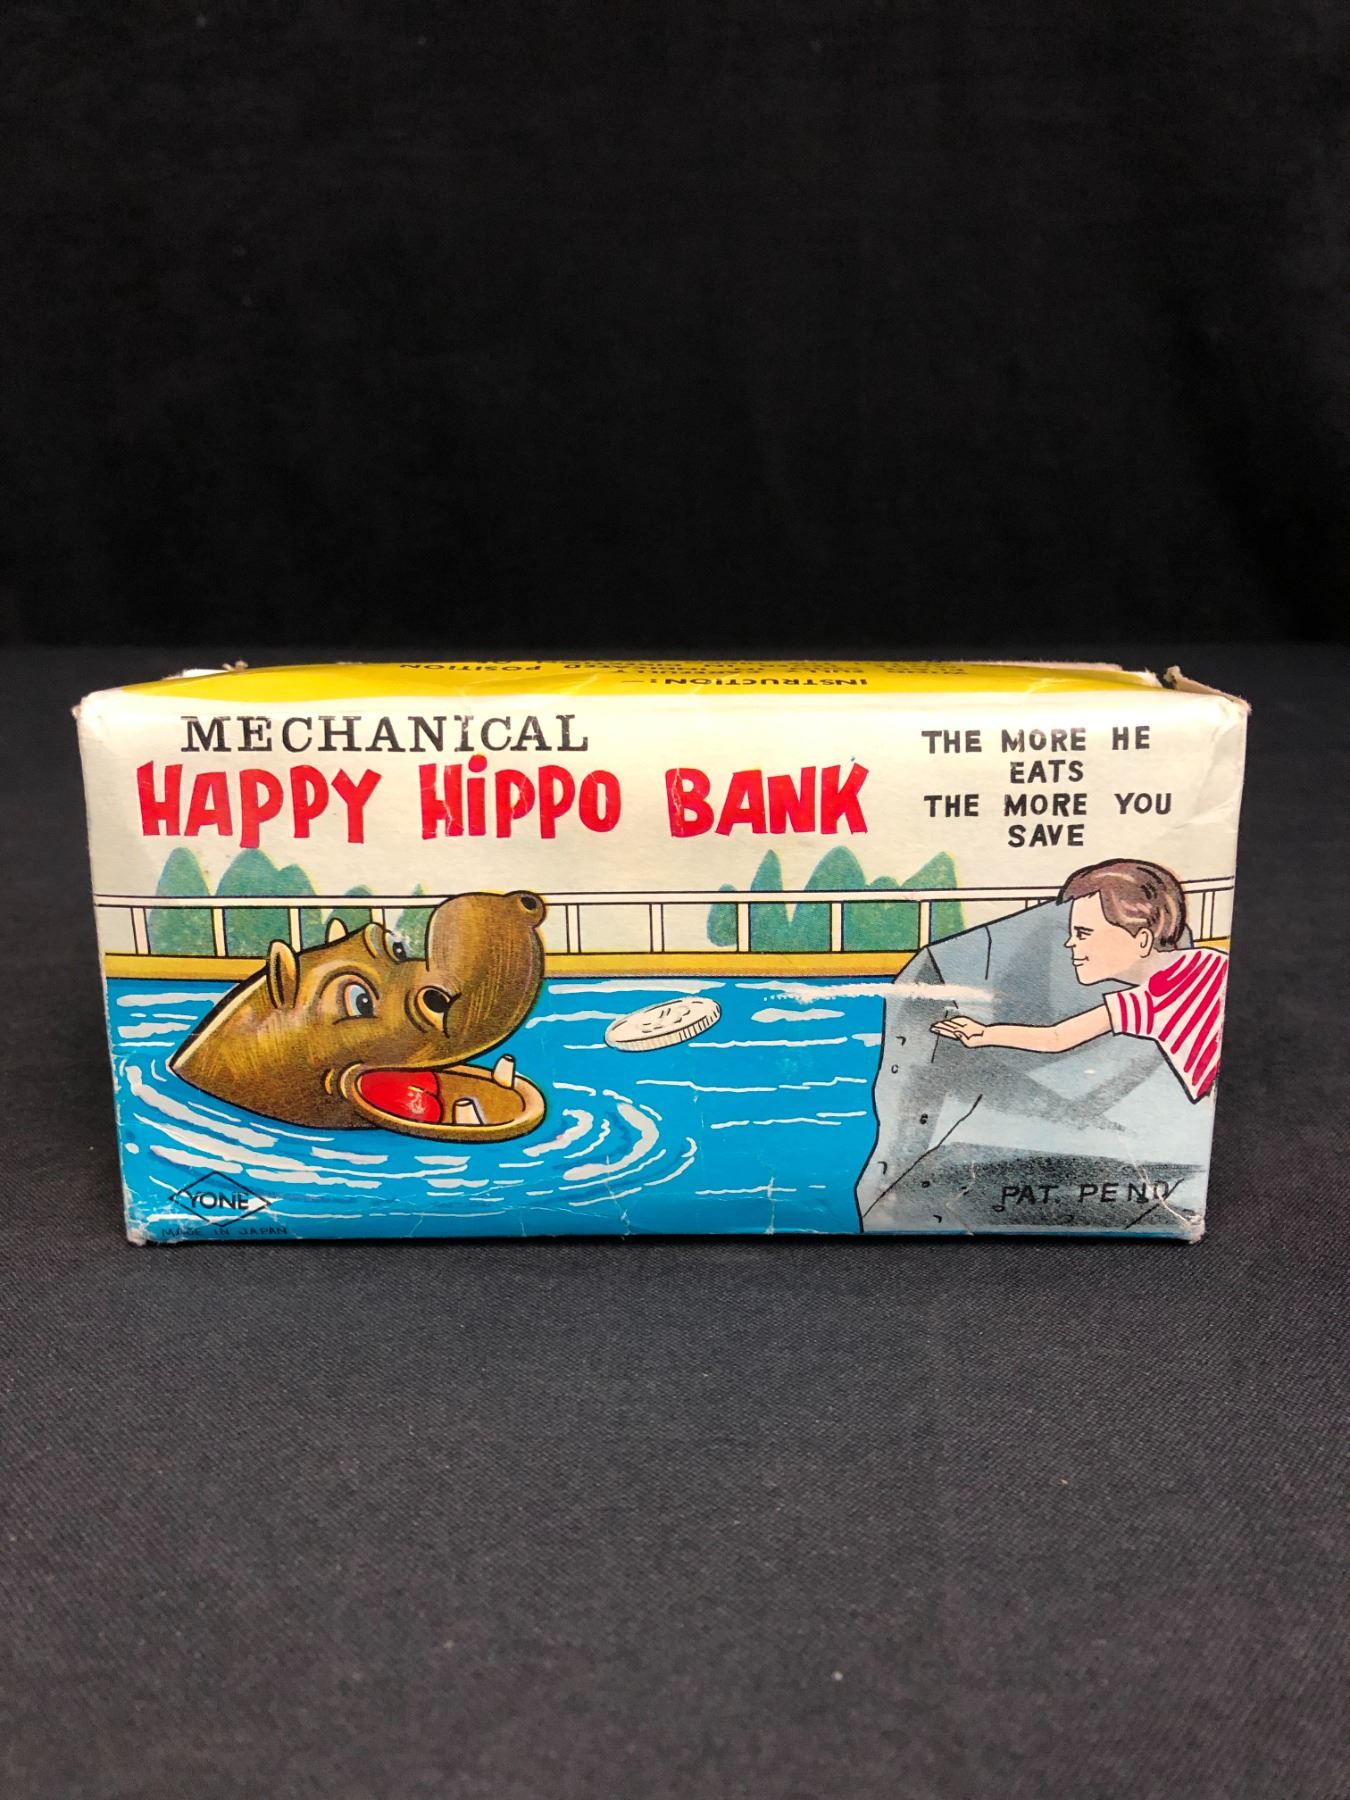 INSTRUCTION:—
FULLY
POSITION
MECHANICAL
HAPPY HiPPO BANK
THE MORE HE
EATS
THE MORE YOU
SAVE
YONE
MADE IN JAPAN
PAT. PEND